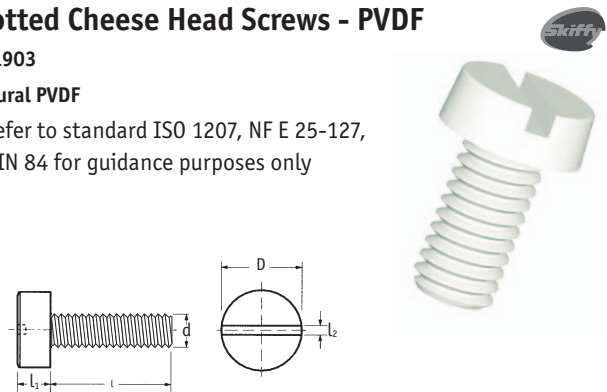 otted Cheese Head Screws - PVDF
Skiffy
1903
ural PVDF
efer to standard ISO 1207, NF E 25-127,
IN 84 for guidance purposes only
D
d
l₂
l₁
l